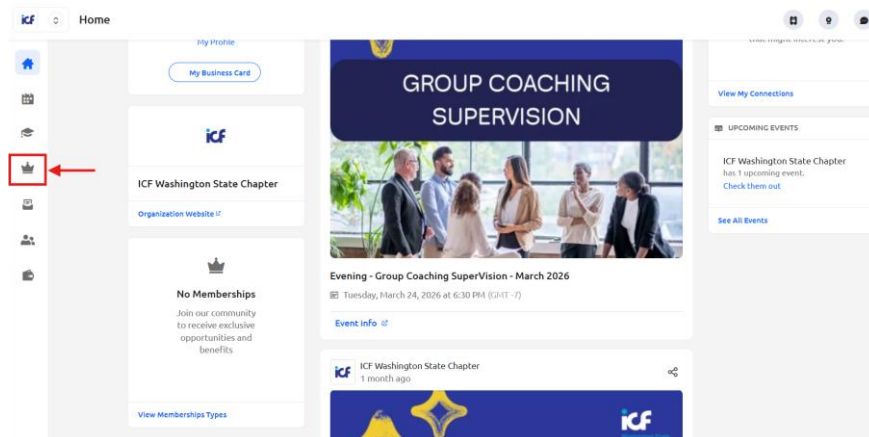 icf
Home
My Profile
My Business Card
icf
ICF Washington State Chapter
Organization Website
No Memberships
Join our community
to receive exclusive
opportunities and
benefits
View Memberships Types
GROUP COACHING
SUPERVISION
Evening - Group Coaching SuperVision - March 2026
Tuesday, March 24, 2026 at 6:30 PM (GMT -7)
Event info
icf
ICF Washington State Chapter
1 month ago
icf
that might interest you.
View My Connections
UPCOMING EVENTS
ICF Washington State Chapter
has 1 upcoming event.
Check them out
See All Events